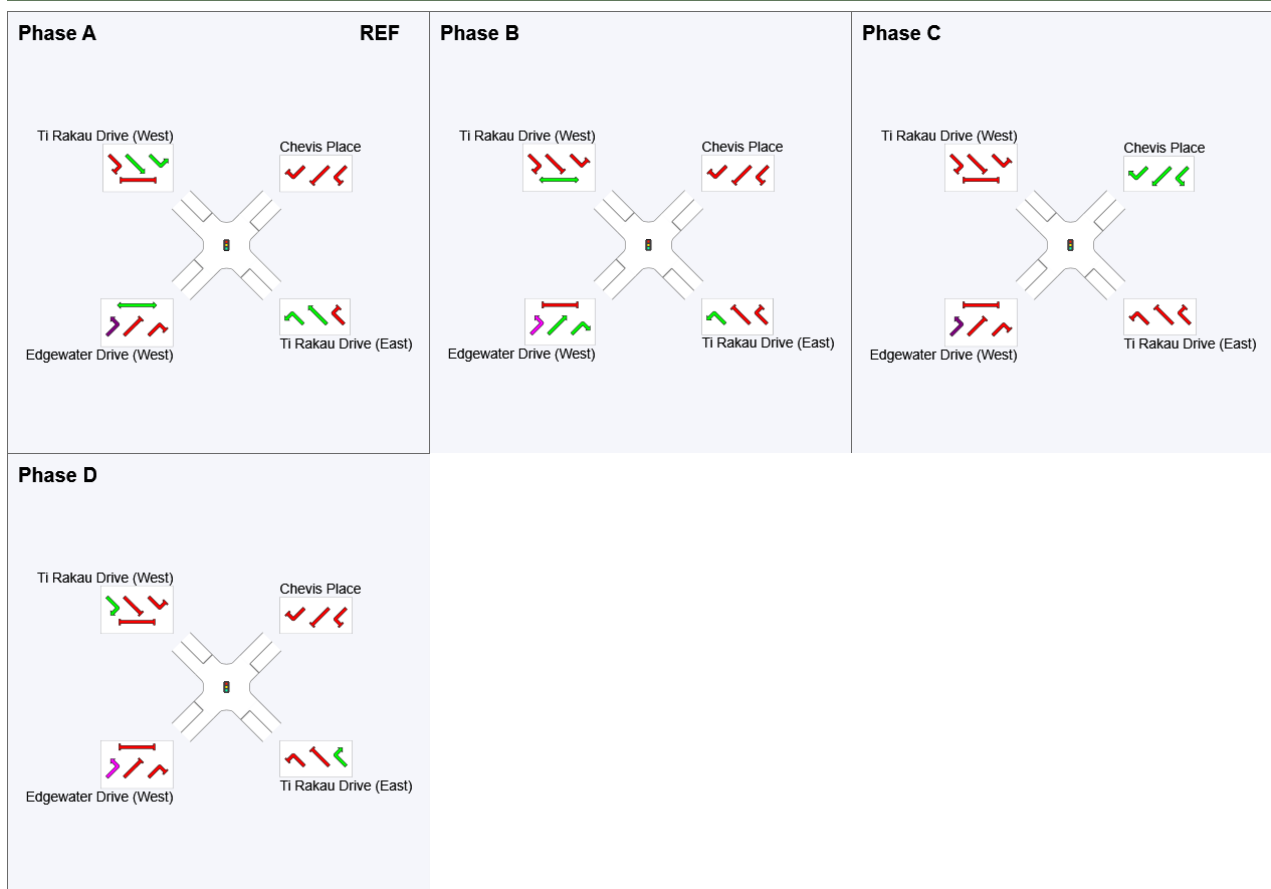 Phase A REF
Ti Rakau Drive (West)
Chevis Place
Edgewater Drive (West)
Ti Rakau Drive (East)
Phase B
Ti Rakau Drive (West)
Chevis Place
Edgewater Drive (West)
Ti Rakau Drive (East)
Phase C
Ti Rakau Drive (West)
Chevis Place
Edgewater Drive (West)
Ti Rakau Drive (East)
Phase D
Ti Rakau Drive (West)
Chevis Place
Edgewater Drive (West)
Ti Rakau Drive (East)